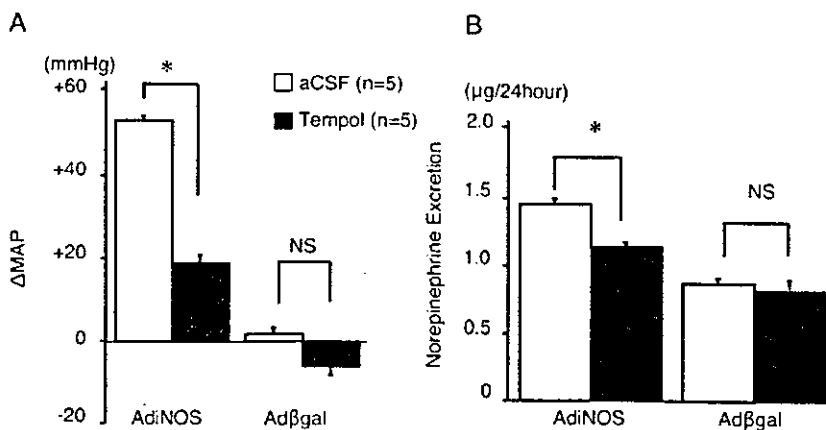 A
(mmHg)
+60
+40
+20
0
-20
ΔMAP
*
NS
aCSF (n=5)
Tempol (n=5)
AdiNOS
Adβgal
B
(μg/24hour)
2.0
1.5
1.0
0.5
0
Norepinephrine Excretion
*
NS
AdiNOS
Adβgal